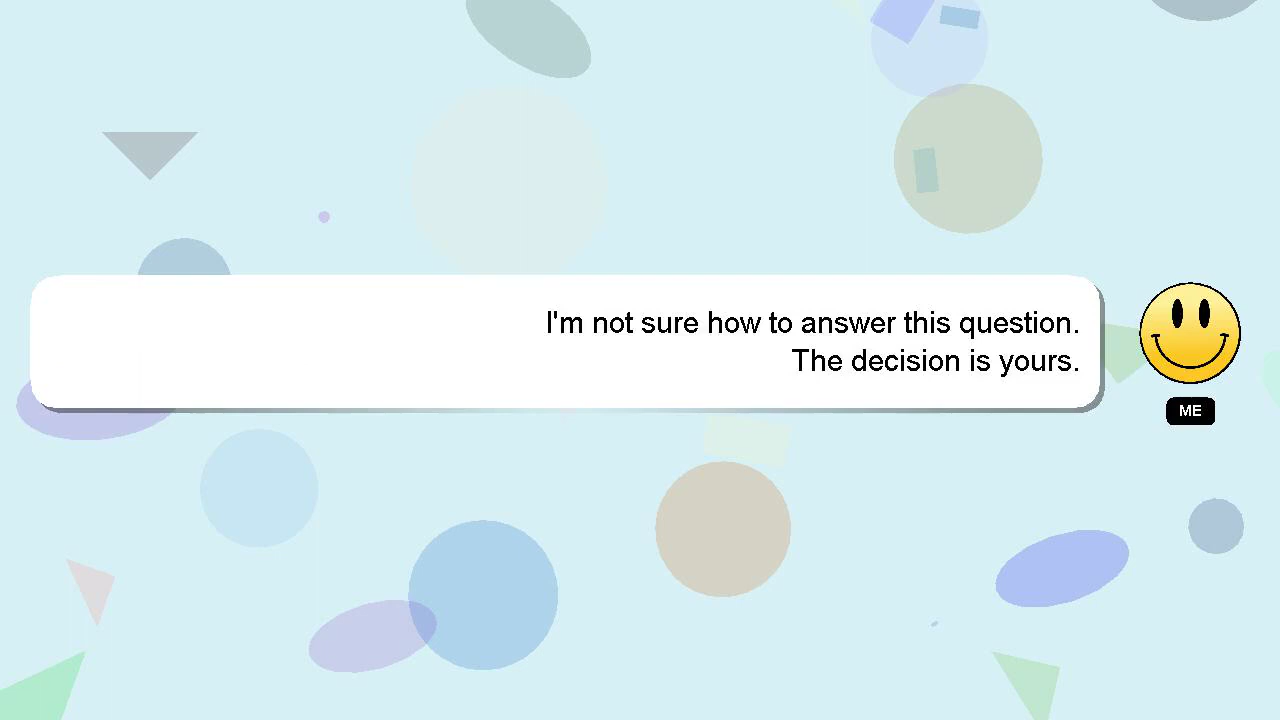 I'm not sure how to answer this question.
The decision is yours.
ME